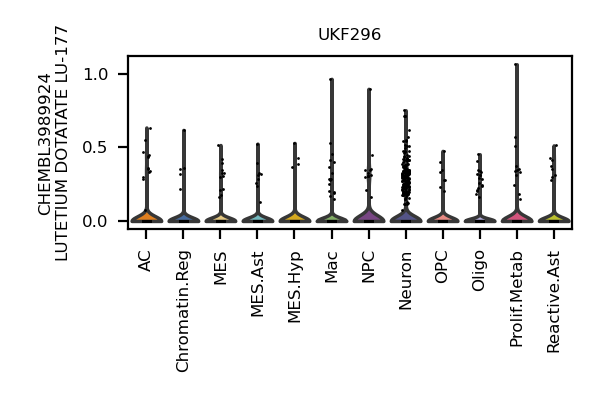 UKF296
CHEMBL3989924
LUTETIUM DOTATATE LU-177
1.0
0.5
0.0
AC
Chromatin.Reg
MES
MES.Ast
MES.Hyp
Mac
NPC
Neuron
OPC
Oligo
Prolif.Metab
Reactive.Ast